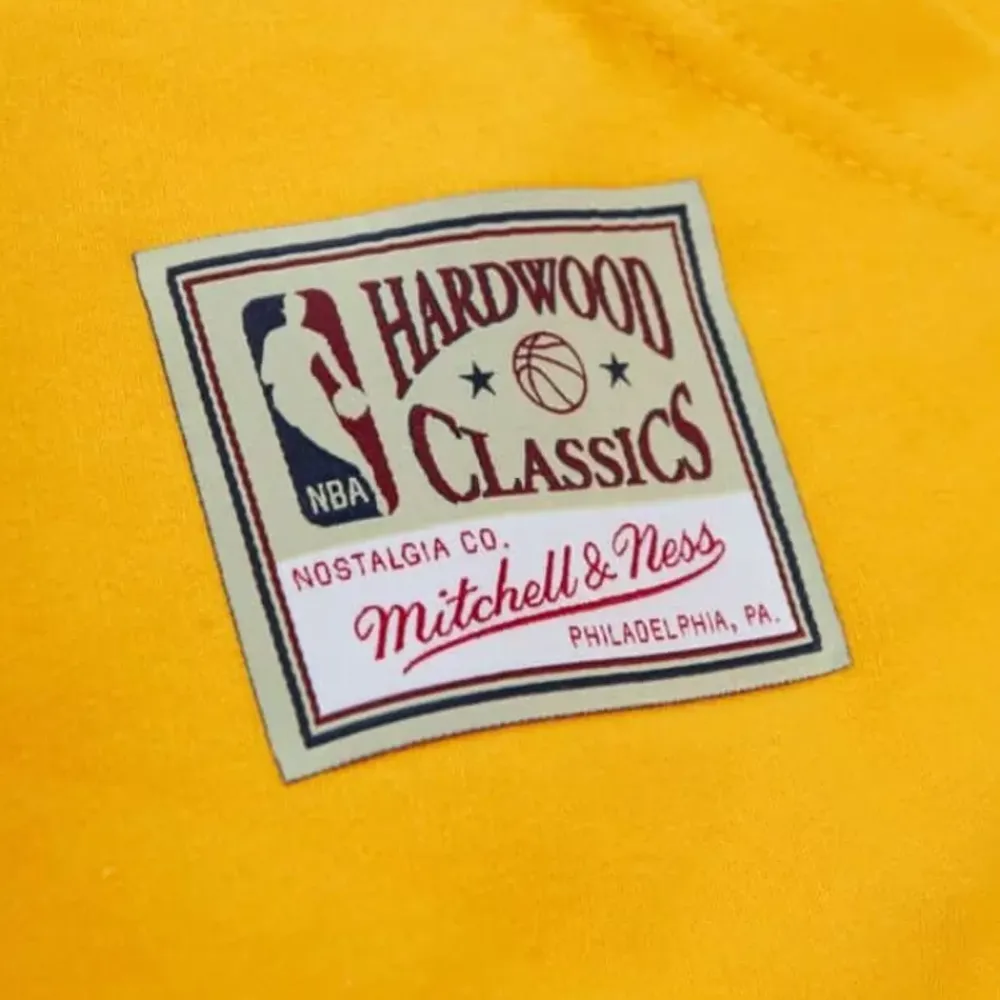 HARDWOOD
CLASSICS
NBA
NOSTALGIA CO.
Mitchell & Ness
PHILADELPHIA, PA.